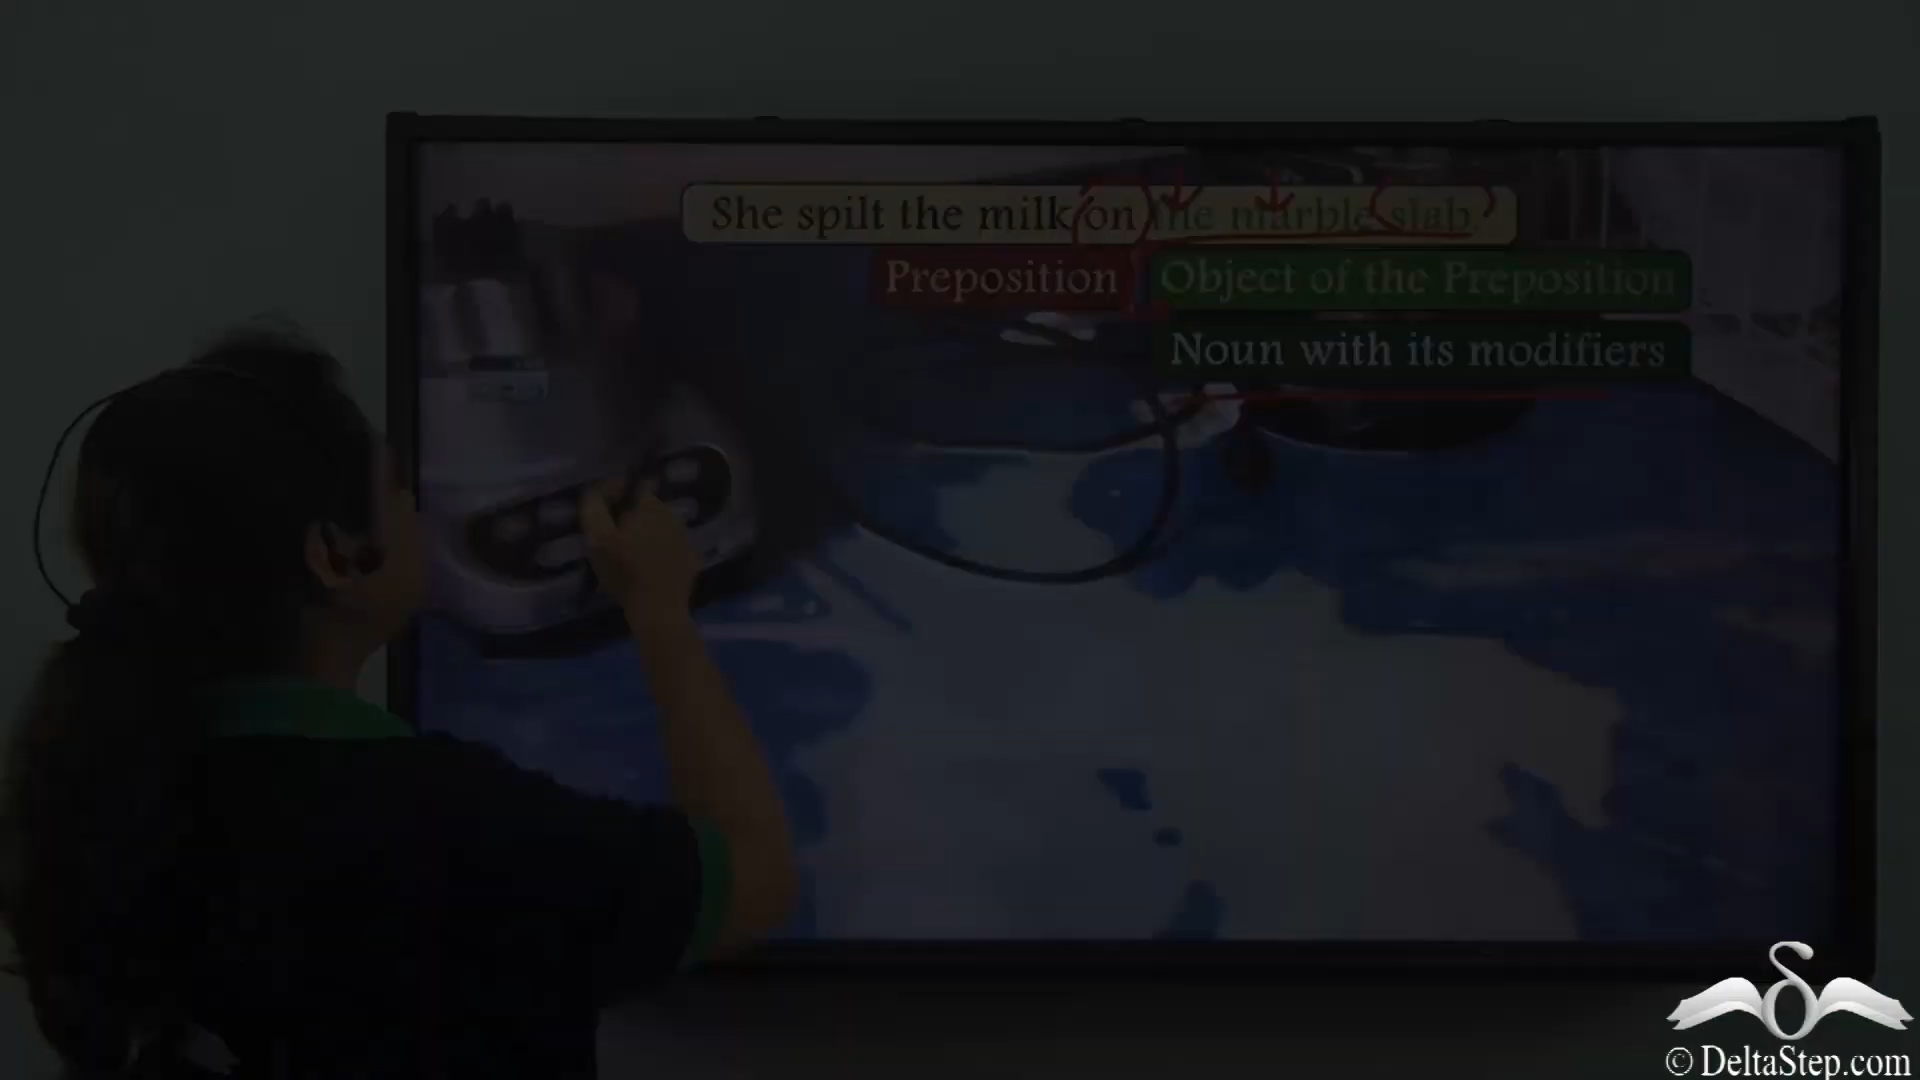 She spilt the milk on the marble slab.
Preposition
Object of the Preposition
Noun with its modifiers
© DeltaStep.com